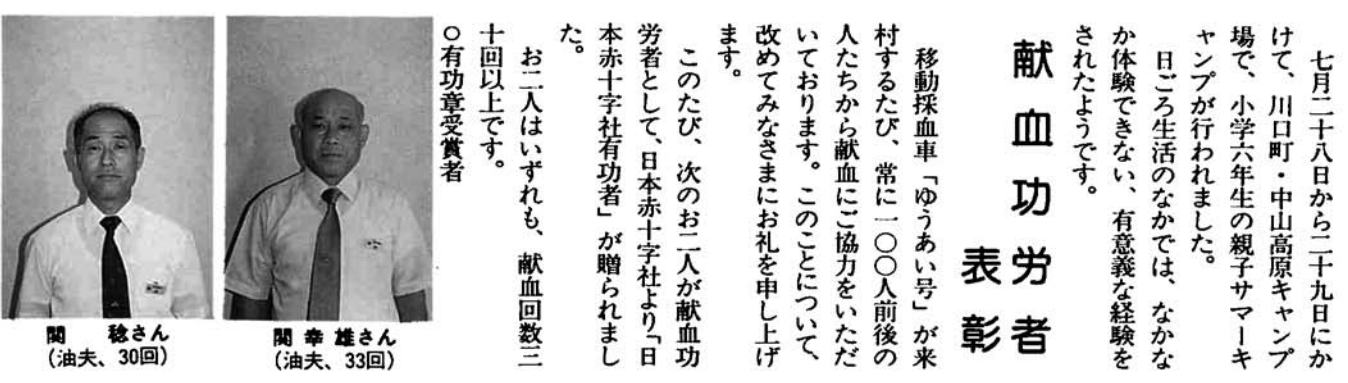 七月二十八日から二十九日にか
けて、川口町・中山高原キャンプ
場で、小学六年生の親子サマーキ
ャンプが行われました。
日ごろ生活のなかでは、なかな
か体験できない、有意義な経験を
されたようです。
献血功労者
表彰
移動採血車「ゆうあい号」が来
村するたび、常に一〇〇人前後の
人たちから献血にご協力をいただ
いております。このことについて、
改めてみなさまにお礼を申し上げ
ます。
このたび、次のお二人が献血功
労者として、日本赤十字社より「日
本赤十字社有功者」が贈られまし
た。
お二人はいずれも、献血回数三
十回以上です。
○有功章受賞者
関幸雄さん
(油夫、33回)
関稔さん
(油夫、30回)